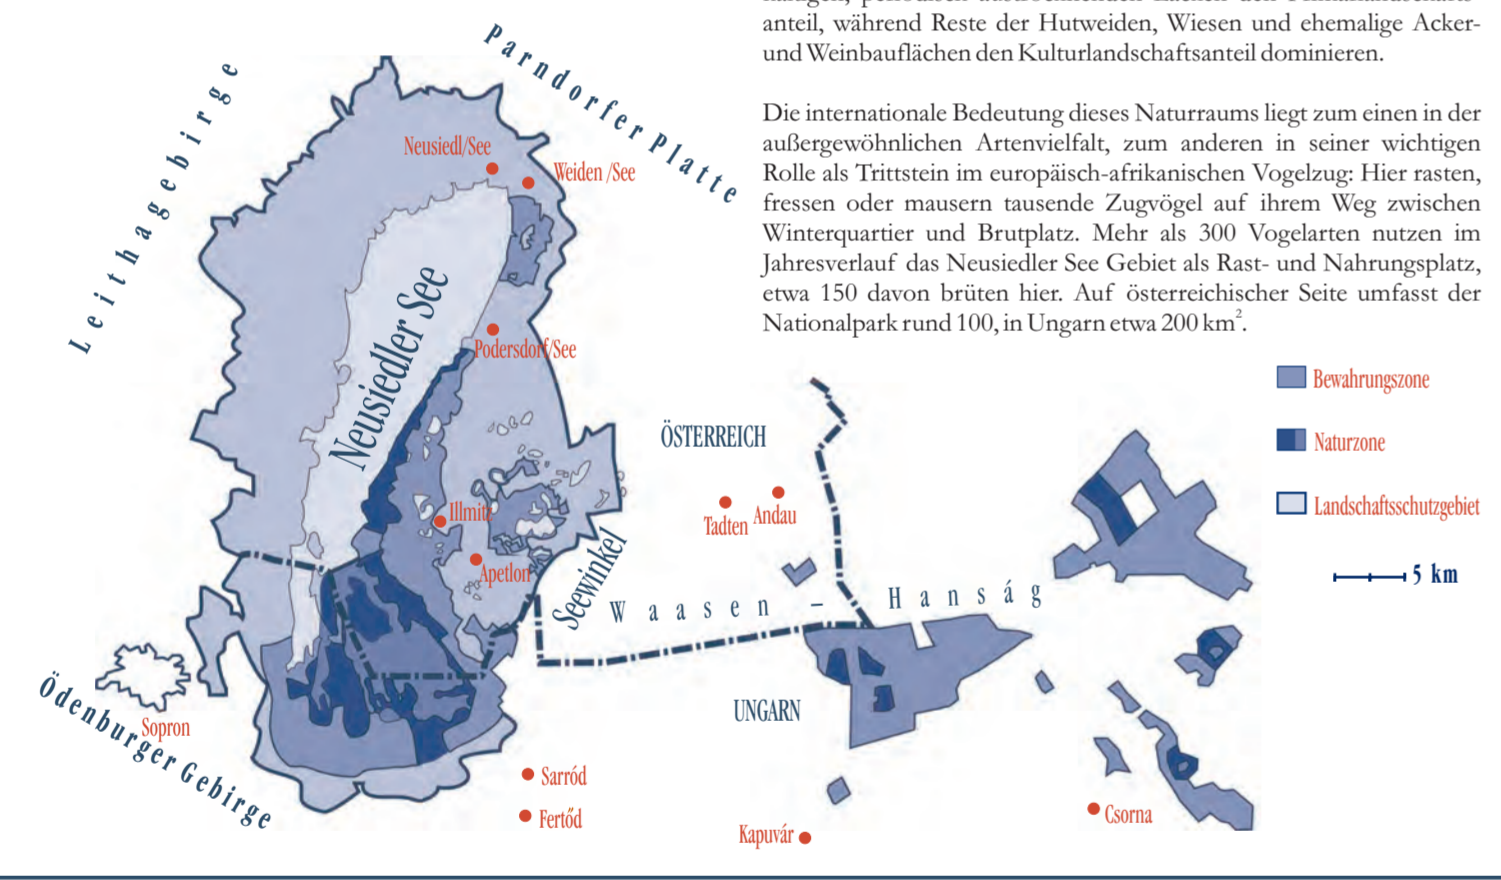 anteil, während Reste der Hutweiden, Wiesen und ehemalige Acker-
und Weinbauflächen den Kulturlandschaftsanteil dominieren.
Die internationale Bedeutung dieses Naturraums liegt zum einen in der
außergewöhnlichen Artenvielfalt, zum anderen in seiner wichtigen
Rolle als Trittstein im europäisch-afrikanischen Vogelzug: Hier rasten,
fressen oder mausern tausende Zugvögel auf ihrem Weg zwischen
Winterquartier und Brutplatz. Mehr als 300 Vogelarten nutzen im
Jahresverlauf das Neusiedler See Gebiet als Rast- und Nahrungsplatz,
etwa 150 davon brüten hier. Auf österreichischer Seite umfasst der
Nationalpark rund 100, in Ungarn etwa 200 km².
Parndorfer Platte
Leithagebirge
Neusiedl/See
Weiden /See
Neusiedler See
Podersdorf/See
Illmitz
Apetlon
Seewinkel
ÖSTERREICH
Tadten
Andau
Waasen – Hanság
UNGARN
Sopron
Ödenburger Gebirge
Sarród
Fertőd
Kapuvár
Csorna
Bewahrungszone
Naturzone
Landschaftsschutzgebiet
5 km